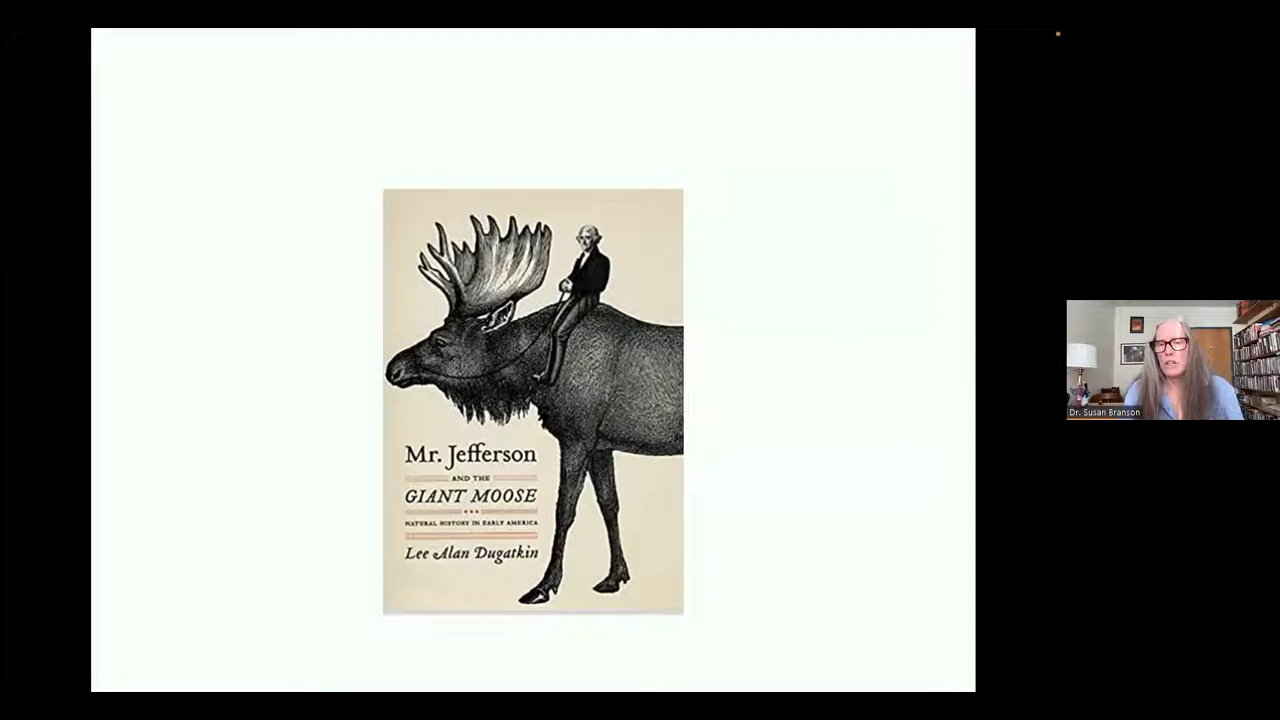 Mr. Jefferson
AND THE
GIANT MOOSE
NATURAL HISTORY IN EARLY AMERICA
Lee Alan Dugatkin
Dr. Susan Branson